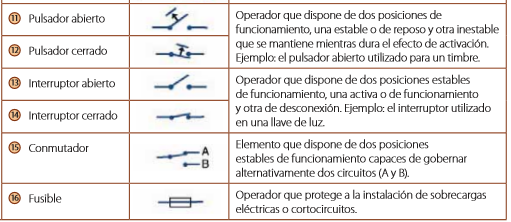 11 Pulsador abierto
12 Pulsador cerrado
Operador que dispone de dos posiciones de
funcionamiento, una estable o de reposo y otra inestable
que se mantiene mientras dura el efecto de activación.
Ejemplo: el pulsador abierto utilizado para un timbre.
13 Interruptor abierto
14 Interruptor cerrado
Operador que dispone de dos posiciones estables
de funcionamiento, una activa o de funcionamiento
y otra de desconexión. Ejemplo: el interruptor utilizado
en una llave de luz.
15 Conmutador
A
B
Elemento que dispone de dos posiciones
estables de funcionamiento capaces de gobernar
alternativamente dos circuitos (A y B).
16 Fusible
Operador que protege a la instalación de sobrecargas
eléctricas o cortocircuitos.